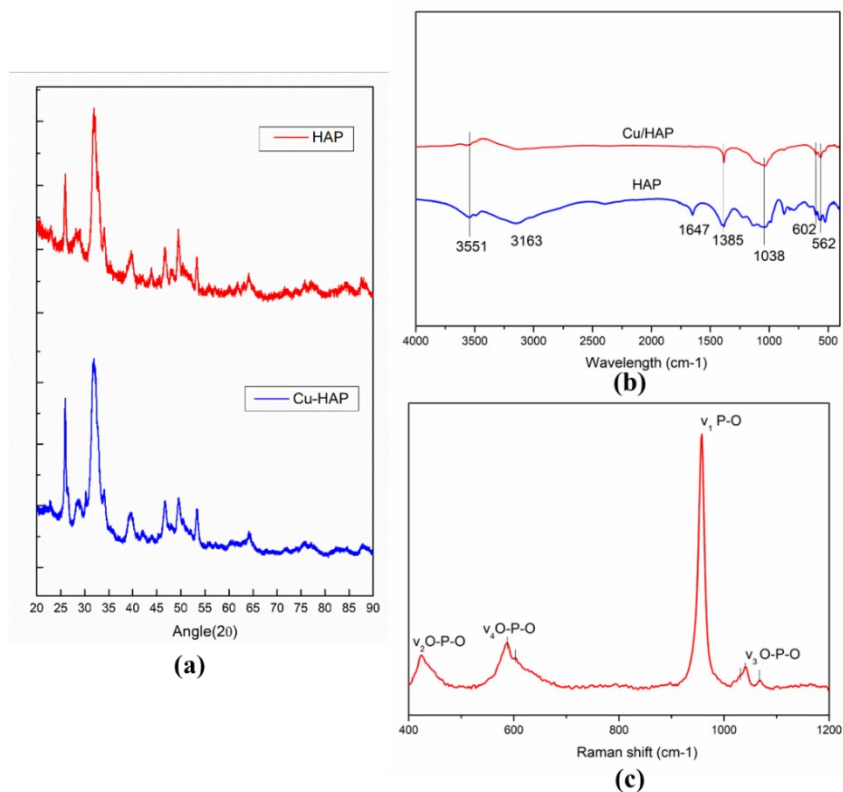 HAP
Cu-HAP
20 25 30 35 40 45 50 55 60 65 70 75 80 85 90
Angle(2θ)
(a)
Cu/HAP
HAP
3551
3163
1647
1385
1038
602
562
4000 3500 3000 2500 2000 1500 1000 500
Wavelength (cm-1)
(b)
v₁ P-O
v₂O-P-O
v₄O-P-O
v₃ O-P-O
400 600 800 1000 1200
Raman shift (cm-1)
(c)